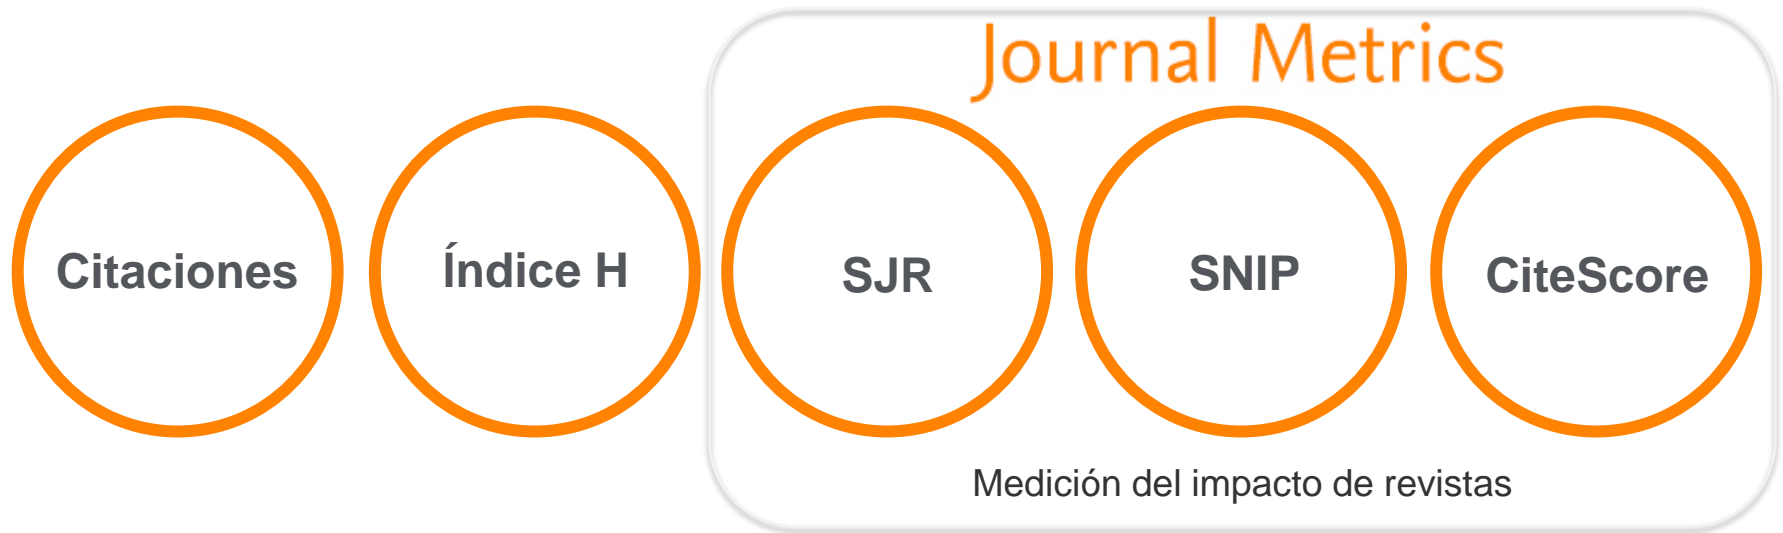 Journal Metrics
Citaciones
Índice H
SJR
SNIP
CiteScore
Medición del impacto de revistas